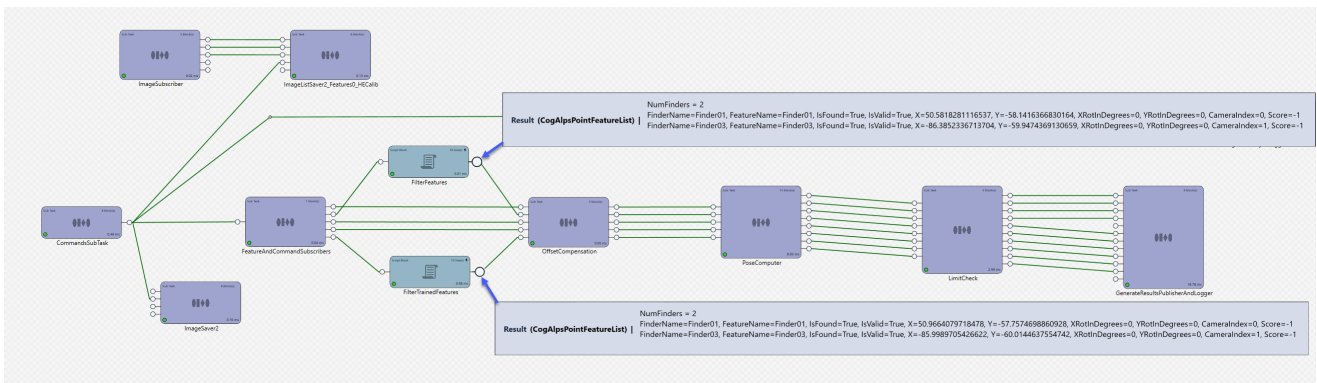 ImageSubscriber
ImageListSaver2_Features0_HECalib
NumFinders = 2
Result (CogAlpsPointFeatureList) |
FinderName=Finder01, FeatureName=Finder01, IsFound=True, IsValid=True, X=50.5818281116537, Y=-58.1416366830164, XRotInDegrees=0, YRotInDegrees=0, CameraIndex=0, Score=-1
FinderName=Finder03, FeatureName=Finder03, IsFound=True, IsValid=True, X=-86.3852336713704, Y=-59.9474369130659, XRotInDegrees=0, YRotInDegrees=0, CameraIndex=1, Score=-1
FilterFeatures
CommandsSubTask
FeatureAndCommandSubscribers
OffsetCompensation
PoseComputer
LimitCheck
GenerateResultsPublisherAndLogger
FilterTrainedFeatures
ImageSaver2
NumFinders = 2
Result (CogAlpsPointFeatureList) |
FinderName=Finder01, FeatureName=Finder01, IsFound=True, IsValid=True, X=50.9664079718478, Y=-57.7574698860928, XRotInDegrees=0, YRotInDegrees=0, CameraIndex=0, Score=-1
FinderName=Finder03, FeatureName=Finder03, IsFound=True, IsValid=True, X=-85.9989705426622, Y=-60.0144637554742, XRotInDegrees=0, YRotInDegrees=0, CameraIndex=1, Score=-1